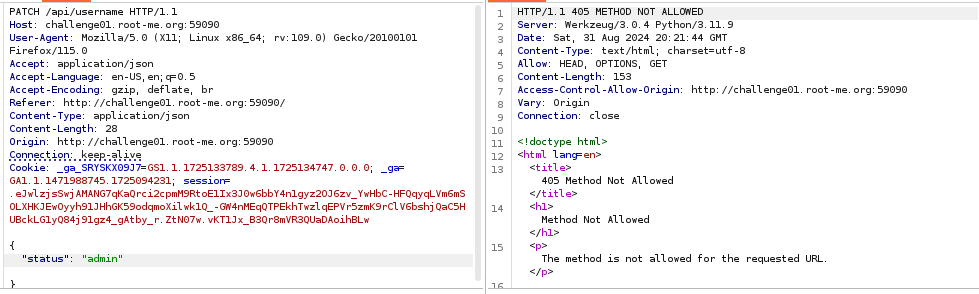 PATCH /api/username HTTP/1.1
Host: challenge01.root-me.org:59090
User-Agent: Mozilla/5.0 (X11; Linux x86_64; rv:109.0) Gecko/20100101
Firefox/115.0
Accept: application/json
Accept-Language: en-US,en;q=0.5
Accept-Encoding: gzip, deflate, br
Referer: http://challenge01.root-me.org:59090/
Content-Type: application/json
Content-Length: 28
Origin: http://challenge01.root-me.org:59090
Connection: keep-alive
Cookie: _ga_SRYSKX09J7=GS1.1.1725133789.4.1.1725134747.0.0.0; _ga=
GA1.1.1471988745.1725094231; session=
.eJwlzjsSwjAMANG7qKaQrci2cpmM9RtoE1Ix3J0w6bbY4n1gyz2OJ6zv_YwHbC-HFQqyqLVm6mS
OLXHKJEwOyyh91JHhGK59odqmoXilwk1Q_-GW4nMEqQTPEkhTwzlqEPVr5zmK9rClV6bshjQaC5H
UBckLG1yQ84j91gz4_gAtby_r.ZtN07w.vKT1Jx_B3Qr8mVR3QUaDAoihBLw
{
"status": "admin"
}
1 HTTP/1.1 405 METHOD NOT ALLOWED
2 Server: Werkzeug/3.0.4 Python/3.11.9
3 Date: Sat, 31 Aug 2024 20:21:44 GMT
4 Content-Type: text/html; charset=utf-8
5 Allow: HEAD, OPTIONS, GET
6 Content-Length: 153
7 Access-Control-Allow-Origin: http://challenge01.root-me.org:59090
8 Vary: Origin
9 Connection: close
10
11 <!doctype html>
12 <html lang=en>
13 <title>
405 Method Not Allowed
</title>
14 <h1>
Method Not Allowed
</h1>
15 <p>
The method is not allowed for the requested URL.
</p>
16